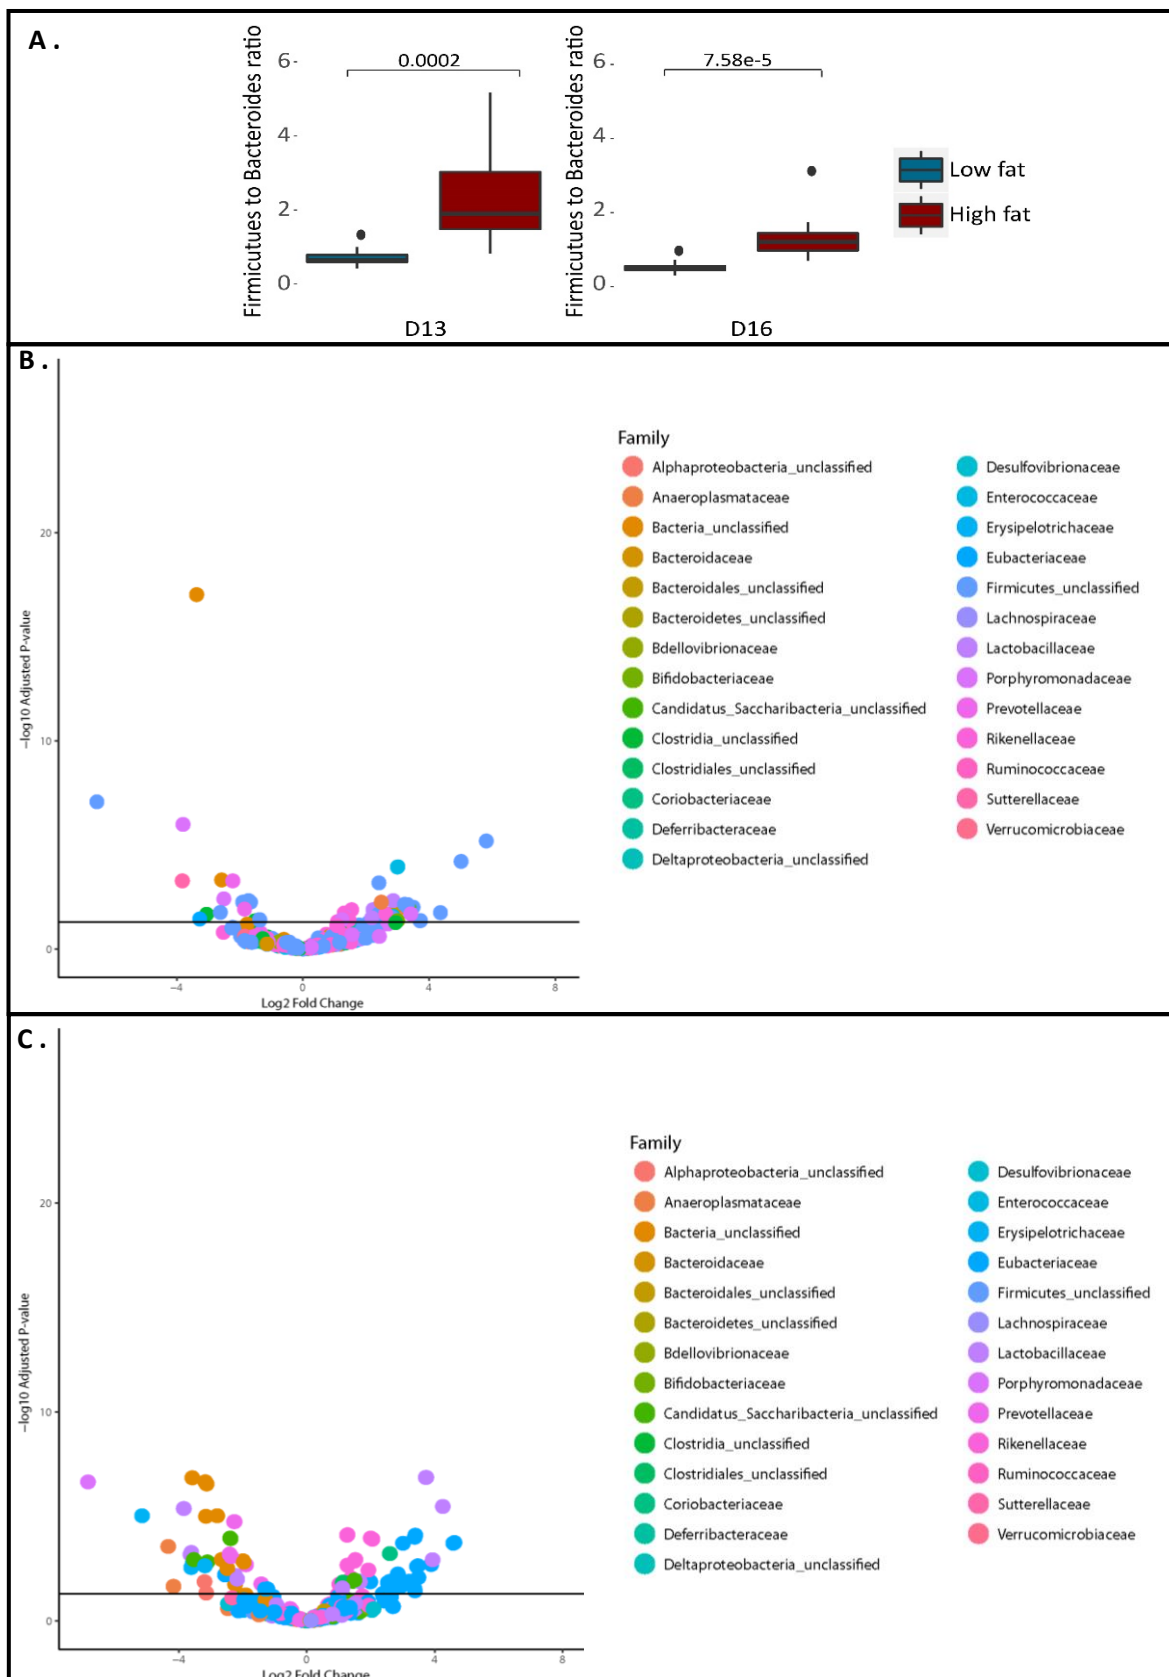 A .
Firmicutues to Bacteroides ratio
6
4
2
0
0.0002
D13
Firmicutues to Bacteroides ratio
6
4
2
0
7.58e-5
D16
Low fat
High fat
B .
−log10 Adjusted P-value
20
10
0
−4
0
4
8
Log2 Fold Change
Family
Alphaproteobacteria_unclassified
Anaeroplasmataceae
Bacteria_unclassified
Bacteroidaceae
Bacteroidales_unclassified
Bacteroidetes_unclassified
Bdellovibrionaceae
Bifidobacteriaceae
Candidatus_Saccharibacteria_unclassified
Clostridia_unclassified
Clostridiales_unclassified
Coriobacteriaceae
Deferribacteraceae
Deltaproteobacteria_unclassified
Desulfovibrionaceae
Enterococcaceae
Erysipelotrichaceae
Eubacteriaceae
Firmicutes_unclassified
Lachnospiraceae
Lactobacillaceae
Porphyromonadaceae
Prevotellaceae
Rikenellaceae
Ruminococcaceae
Sutterellaceae
Verrucomicrobiaceae
C .
−log10 Adjusted P-value
20
10
0
−4
0
4
8
Log2 Fold Change
Family
Alphaproteobacteria_unclassified
Anaeroplasmataceae
Bacteria_unclassified
Bacteroidaceae
Bacteroidales_unclassified
Bacteroidetes_unclassified
Bdellovibrionaceae
Bifidobacteriaceae
Candidatus_Saccharibacteria_unclassified
Clostridia_unclassified
Clostridiales_unclassified
Coriobacteriaceae
Deferribacteraceae
Deltaproteobacteria_unclassified
Desulfovibrionaceae
Enterococcaceae
Erysipelotrichaceae
Eubacteriaceae
Firmicutes_unclassified
Lachnospiraceae
Lactobacillaceae
Porphyromonadaceae
Prevotellaceae
Rikenellaceae
Ruminococcaceae
Sutterellaceae
Verrucomicrobiaceae